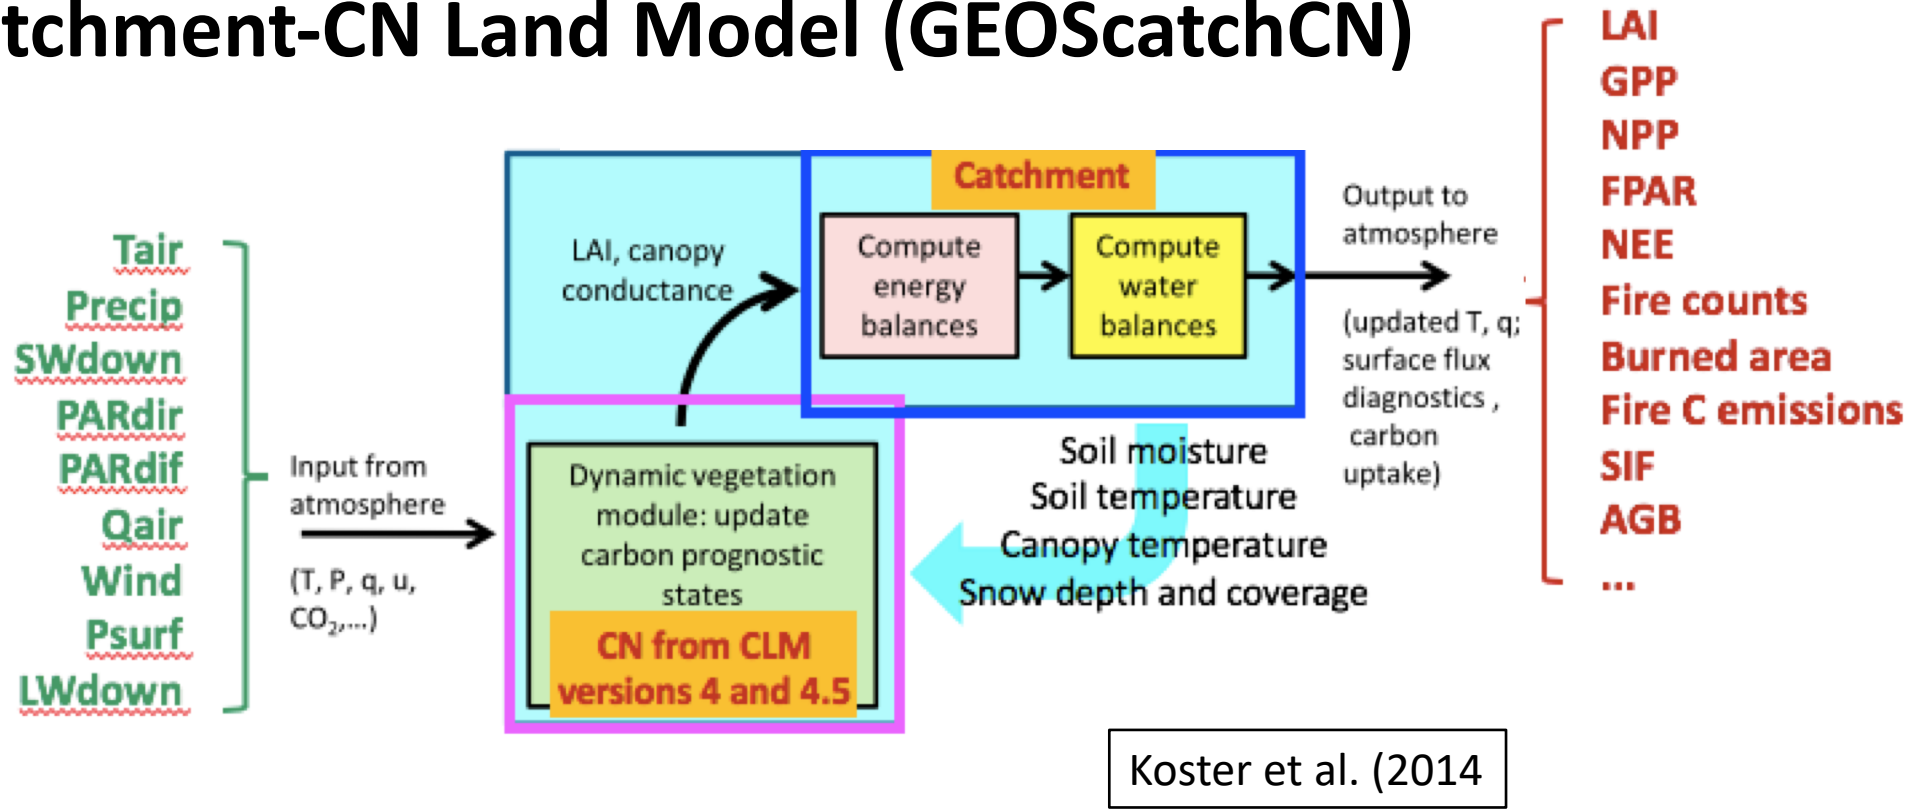 tchment-CN Land Model (GEOScatchCN)
Tair
Precip
SWdown
PARdir
PARdif
Qair
Wind
Psurf
LWdown
Input from
atmosphere
(T, P, q, u,
CO₂,...)
LAI, canopy
conductance
Catchment
Compute
energy
balances
Compute
water
balances
Dynamic vegetation
module: update
carbon prognostic
states
CN from CLM
versions 4 and 4.5
Soil moisture
Soil temperature
Canopy temperature
Snow depth and coverage
Output to
atmosphere
(updated T, q;
surface flux
diagnostics ,
carbon
uptake)
LAI
GPP
NPP
FPAR
NEE
Fire counts
Burned area
Fire C emissions
SIF
AGB
...
Koster et al. (2014